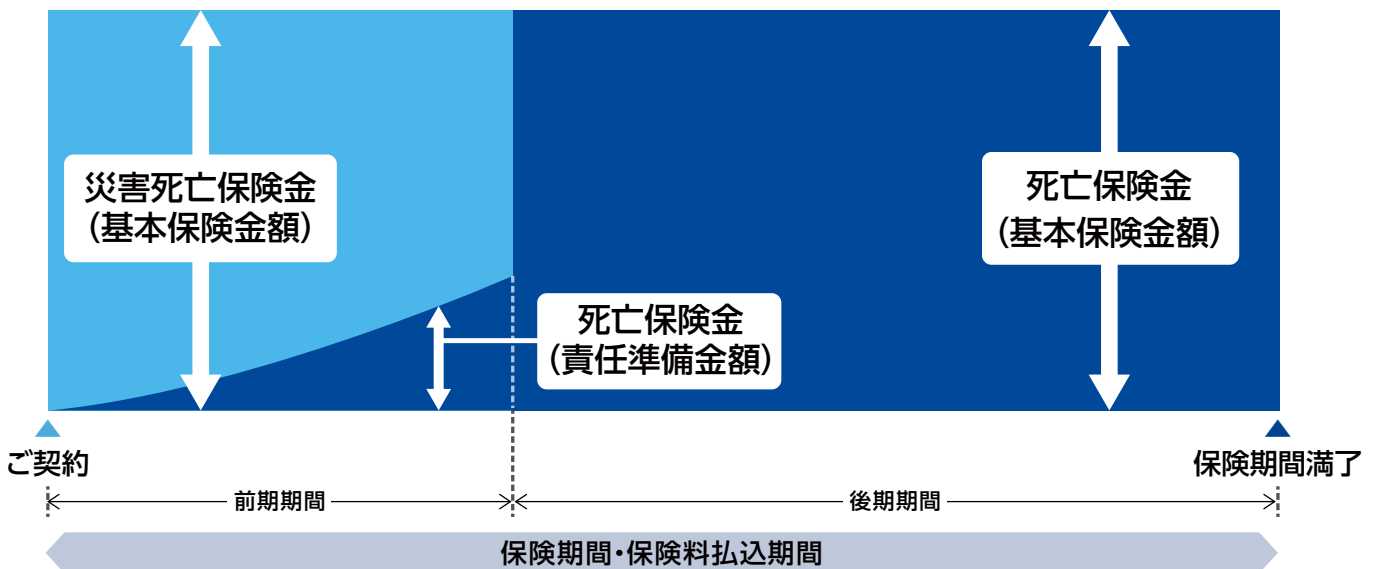 災害死亡保険金
(基本保険金額)
死亡保険金
(責任準備金額)
死亡保険金
(基本保険金額)
ご契約
保険期間満了
前期期間
後期期間
保険期間・保険料払込期間